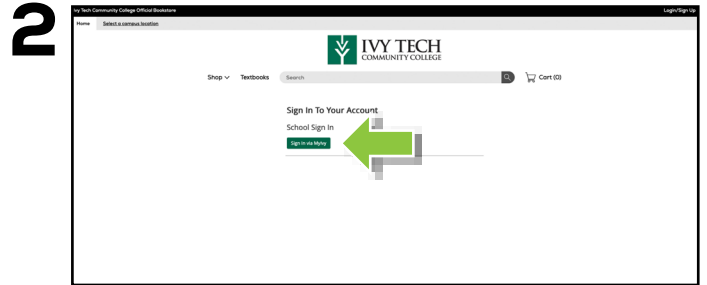 2
Ivy Tech Community College Official Bookstore
Login/Sign Up
Home
Select a campus location
IVY TECH
COMMUNITY COLLEGE
Shop
Textbooks
Search
Cart (0)
Sign In To Your Account
School Sign In
Sign in via MyIvy